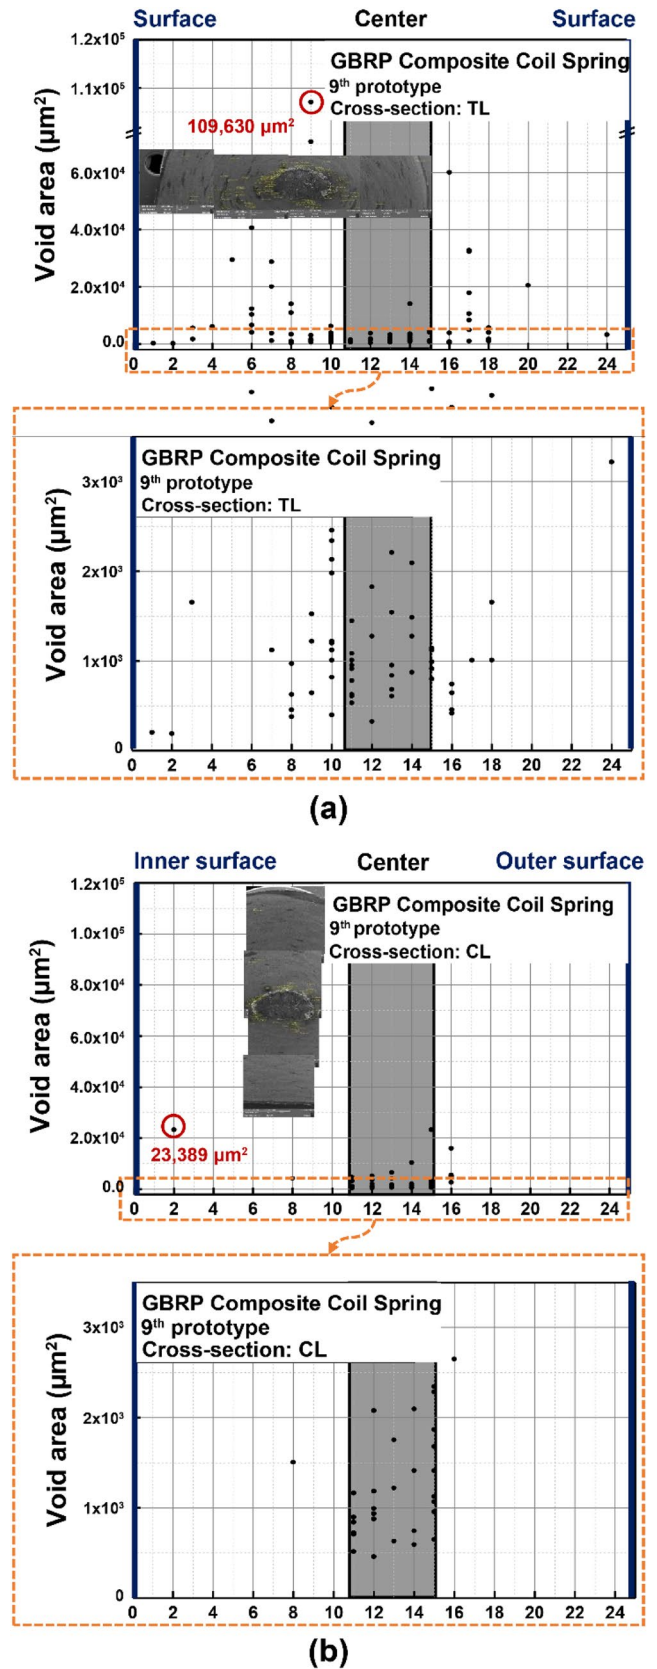 Surface Center Surface
1.2x10⁵
GBRP Composite Coil Spring
1.1x10⁵
9th prototype
Cross-section: TL
109,630 μm²
Void area (μm²)
6.0x10⁴
4.0x10⁴
2.0x10⁴
0.0
0 2 4 6 8 10 12 14 16 18 20 22 24
GBRP Composite Coil Spring
9th prototype
Cross-section: TL
Void area (μm²)
3x10³
2x10³
1x10³
0
0 2 4 6 8 10 12 14 16 18 20 22 24
(a)
Inner surface Center Outer surface
1.2x10⁵
GBRP Composite Coil Spring
9th prototype
Cross-section: CL
1.0x10⁵
Void area (μm²)
8.0x10⁴
6.0x10⁴
4.0x10⁴
2.0x10⁴
23,389 μm²
0.0
0 2 4 6 8 10 12 14 16 18 20 22 24
GBRP Composite Coil Spring
9th prototype
Cross-section: CL
Void area (μm²)
3x10³
2x10³
1x10³
0
0 2 4 6 8 10 12 14 16 18 20 22 24
(b)